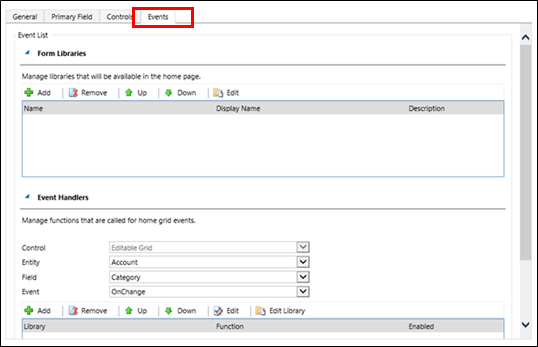 General Primary Field Controls Events
Event List
Form Libraries
Manage libraries that will be available in the home page.
Add Remove Up Down Edit
Name Display Name Description
Event Handlers
Manage functions that are called for home grid events.
Control Editable Grid
Entity Account
Field Category
Event OnChange
Add Remove Up Down Edit Edit Library
Library Function Enabled